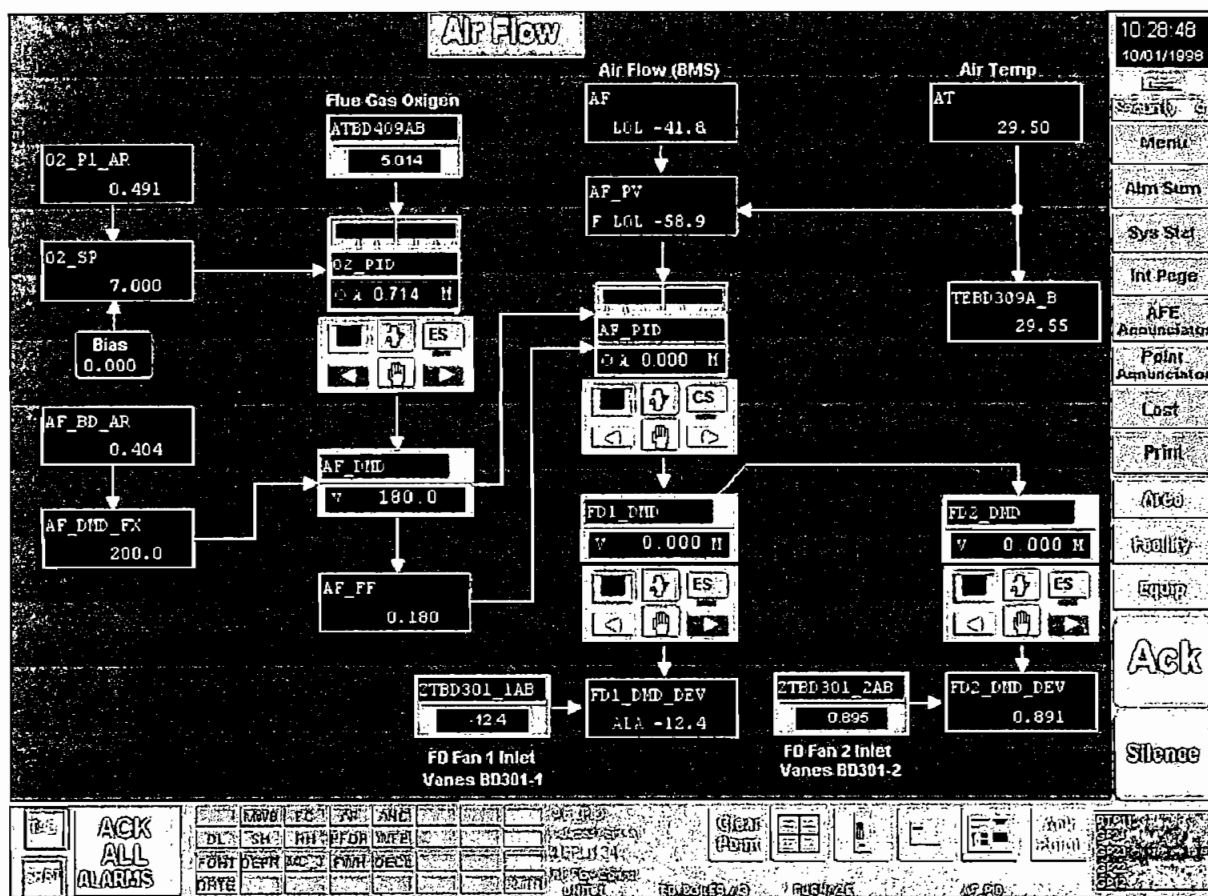 Air Flow
10:28:48
10/01/1998
Air Flow (BMS)
Air Temp
Flue Gas Oxigen
AF
LOL -41.8
AT
29.50
ATBD409AB
5.014
O2_P1_AR
0.491
AF_PV
F LOL -58.9
O2_SP
7.000
O2_PID
A 0.714 M
TEBD309A_B
29.55
AF_PID
A 0.000 M
Bias
0.000
ES
CS
AF_BD_AR
0.404
AF_DMD
V 180.0
AF_DMD_FX
200.0
FD1_DMD
V 0.000 M
FD2_DMD
V 0.000 M
AF_FF
0.180
ES
ES
ZTBD301_1AB
-12.4
FD1_DMD_DEV
ALA -12.4
ZTBD301_2AB
0.895
FD2_DMD_DEV
0.891
FD Fan 1 Inlet
Vanes BD301-1
FD Fan 2 Inlet
Vanes BD301-2
Menu
Alm Sum
Sys Stat
Int Page
AFE
Annunciator
Point
Annunciator
Last
Print
Area
Facility
Equip
Ack
Silence
ACK
ALL
ALARMS
DL SH RH
Clear
Point